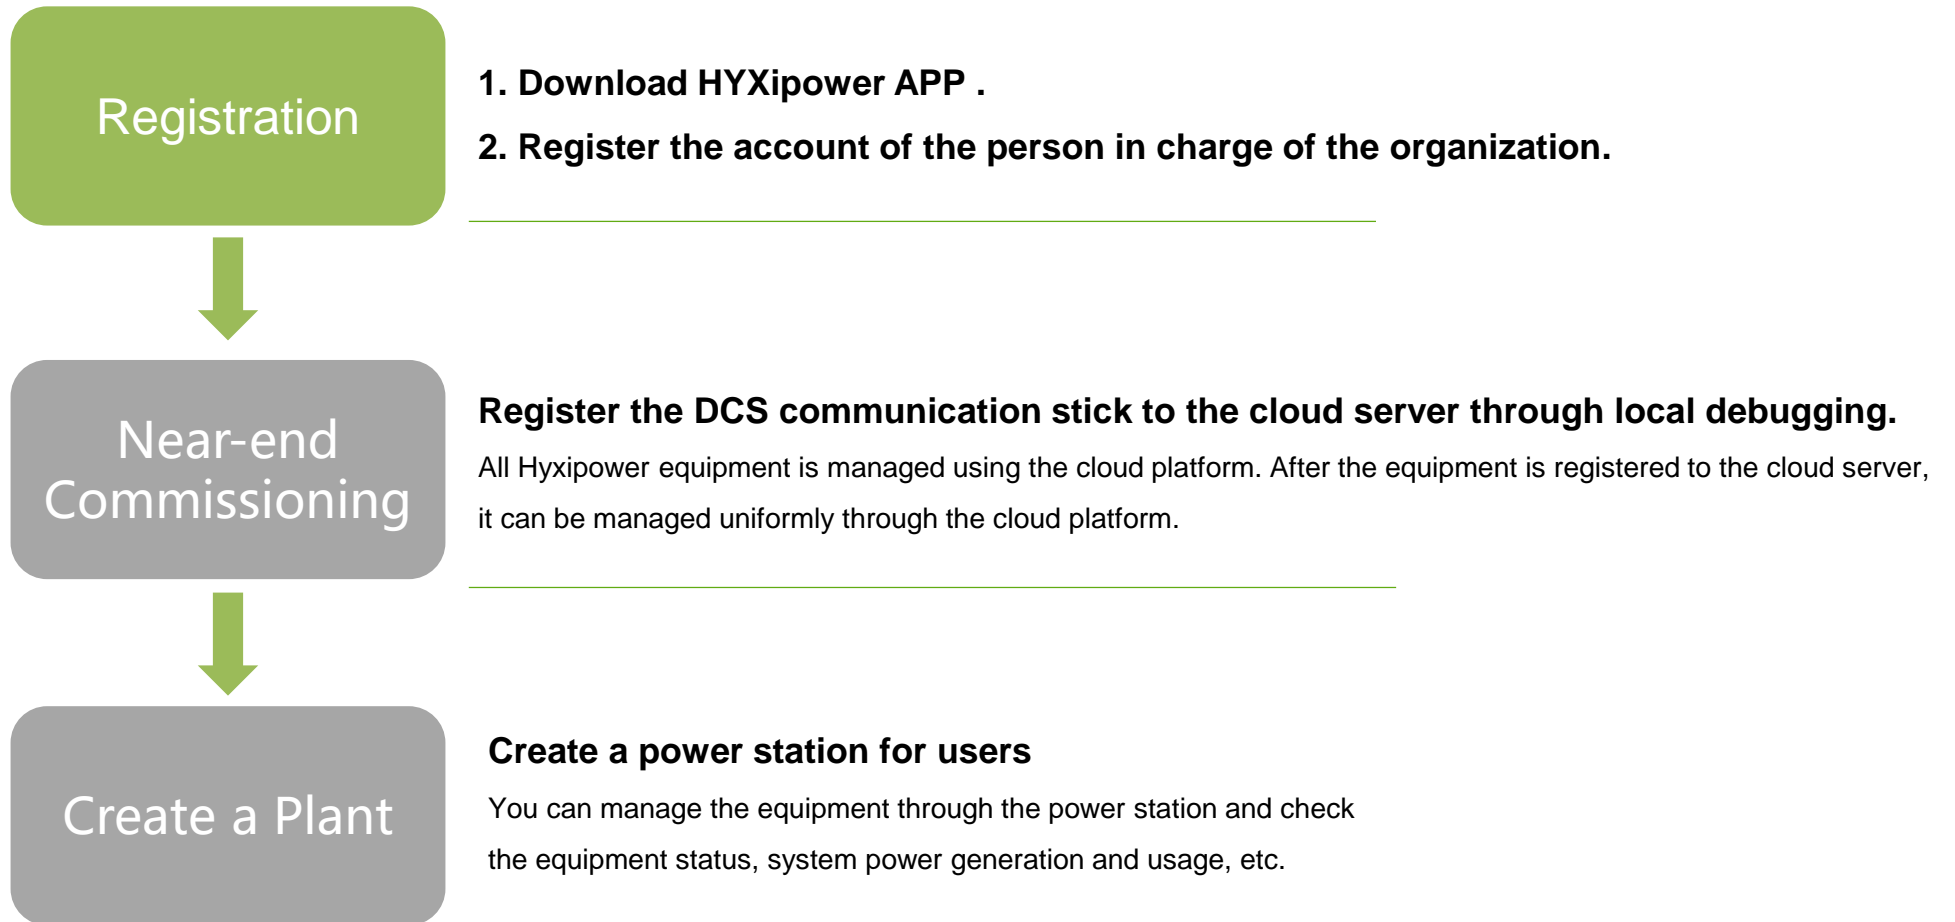 Registration
1. Download HYXipower APP .
2. Register the account of the person in charge of the organization.
Near-end
Commissioning
Register the DCS communication stick to the cloud server through local debugging.
All Hyxipower equipment is managed using the cloud platform. After the equipment is registered to the cloud server,
it can be managed uniformly through the cloud platform.
Create a Plant
Create a power station for users
You can manage the equipment through the power station and check
the equipment status, system power generation and usage, etc.